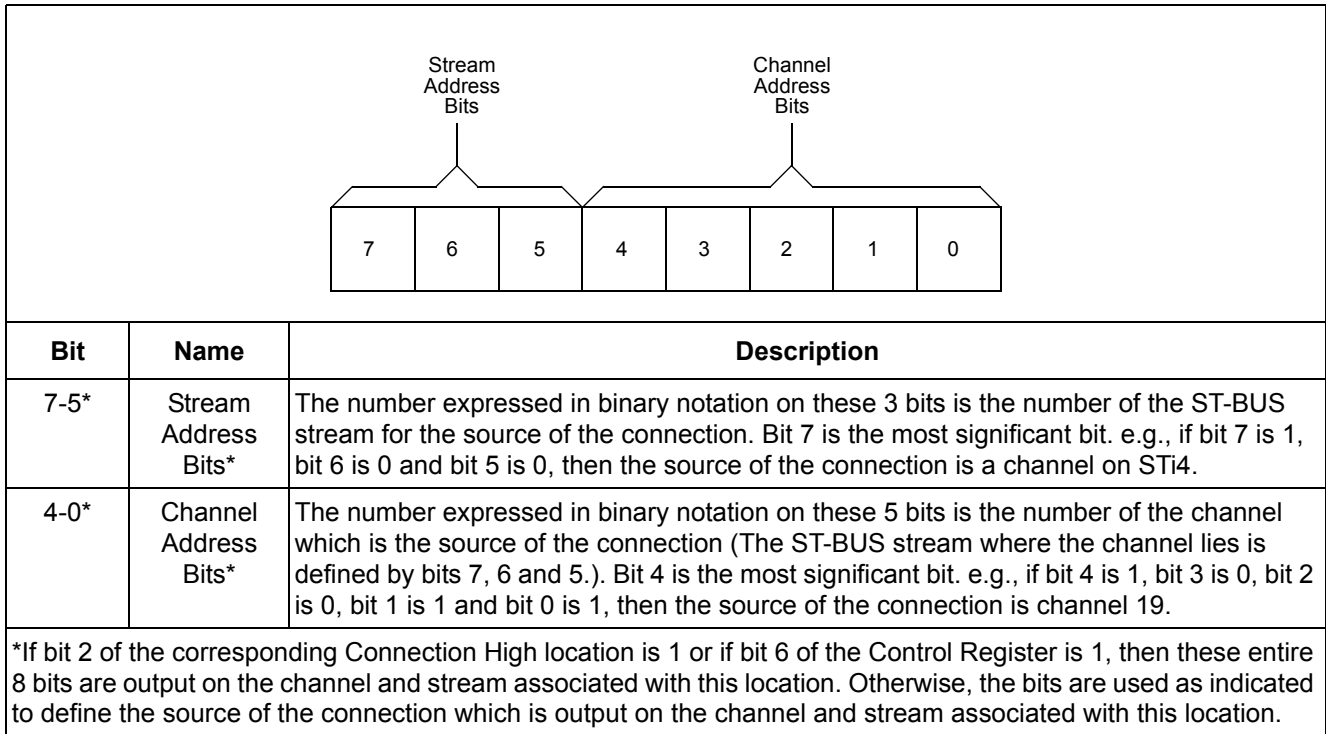 Stream
Address
Bits
Channel
Address
Bits
7 6 5 4 3 2 1 0
Bit Name Description
7-5* Stream Address Bits* The number expressed in binary notation on these 3 bits is the number of the ST-BUS
stream for the source of the connection. Bit 7 is the most significant bit. e.g., if bit 7 is 1,
bit 6 is 0 and bit 5 is 0, then the source of the connection is a channel on STi4.
4-0* Channel Address Bits* The number expressed in binary notation on these 5 bits is the number of the channel
which is the source of the connection (The ST-BUS stream where the channel lies is
defined by bits 7, 6 and 5.). Bit 4 is the most significant bit. e.g., if bit 4 is 1, bit 3 is 0, bit 2
is 0, bit 1 is 1 and bit 0 is 1, then the source of the connection is channel 19.
*If bit 2 of the corresponding Connection High location is 1 or if bit 6 of the Control Register is 1, then these entire
8 bits are output on the channel and stream associated with this location. Otherwise, the bits are used as indicated
to define the source of the connection which is output on the channel and stream associated with this location.